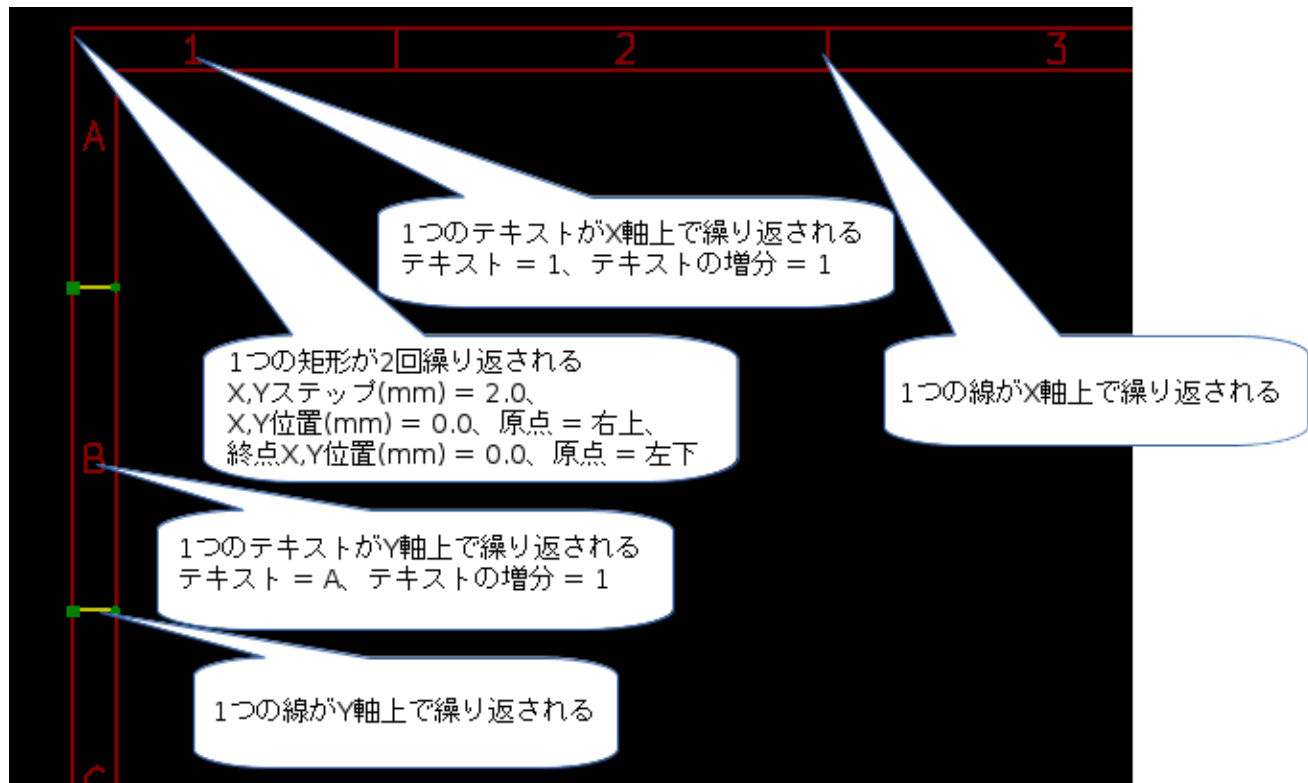 1
2
3
A
1つのテキストがX軸上で繰り返される
テキスト = 1、テキストの増分 = 1
1つの矩形が2回繰り返される
X,Yステップ(mm) = 2.0、
X,Y位置(mm) = 0.0、原点 = 右上、
終点X,Y位置(mm) = 0.0、原点 = 左下
1つの線がX軸上で繰り返される
B
1つのテキストがY軸上で繰り返される
テキスト = A、テキストの増分 = 1
1つの線がY軸上で繰り返される
C